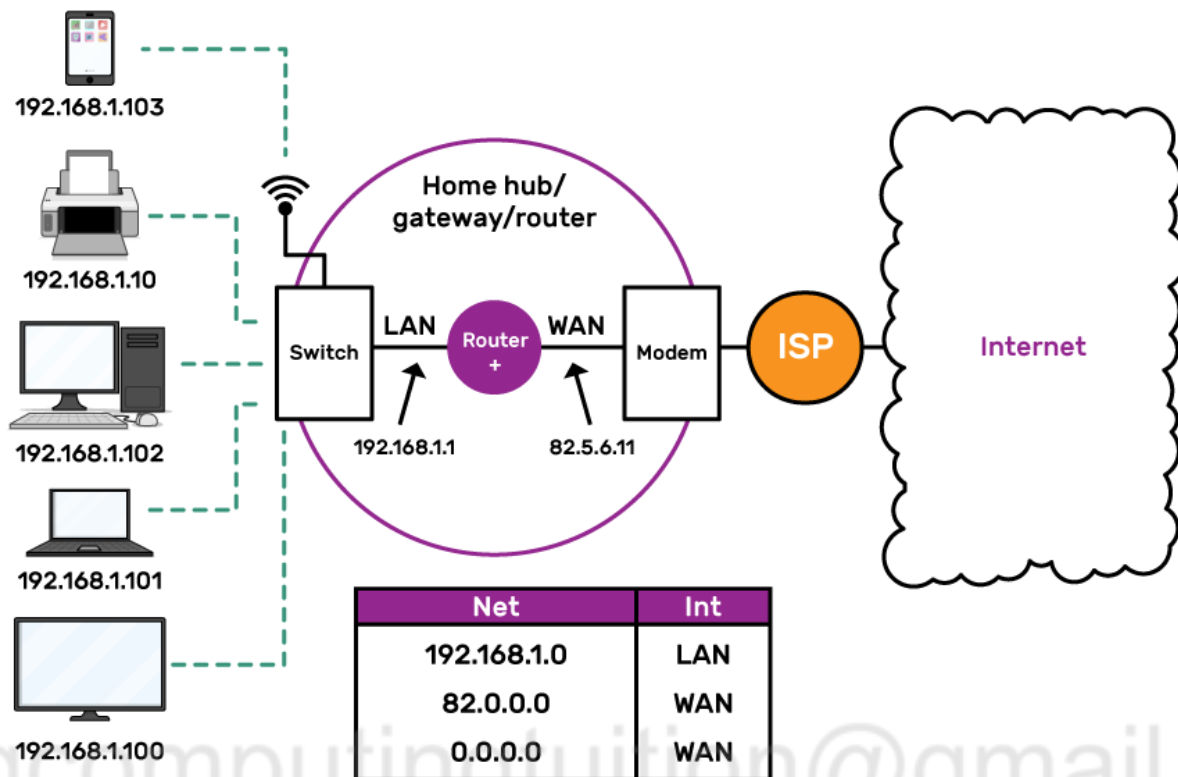 192.168.1.103
192.168.1.10
192.168.1.102
192.168.1.101
192.168.1.100
Home hub/
gateway/router
Switch
LAN
Router
+
WAN
Modem
192.168.1.1
82.5.6.11
ISP
Internet
Net Int
192.168.1.0 LAN
82.0.0.0 WAN
0.0.0.0 WAN